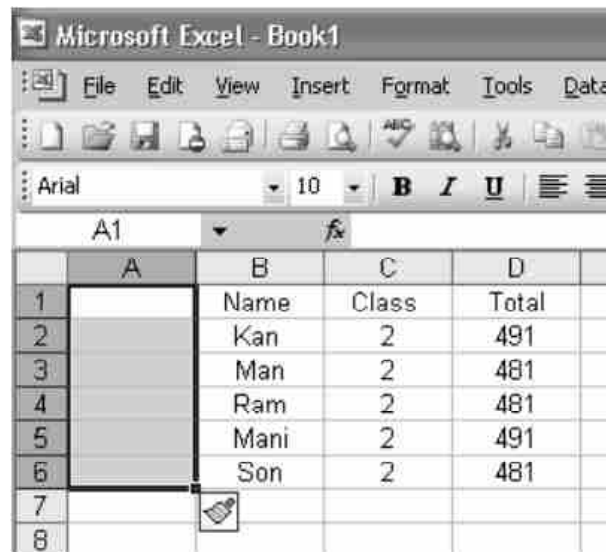 Microsoft Excel - Book1
File Edit View Insert Format Tools Data
ABC
Arial 10 B I U
A1 fx
A B C D
1 Name Class Total
2 Kan 2 491
3 Man 2 481
4 Ram 2 481
5 Mani 2 491
6 Son 2 481
7
8